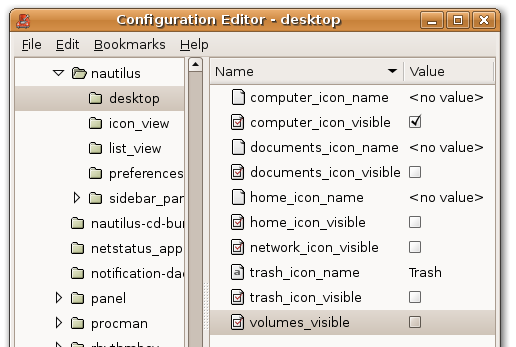 Configuration Editor - desktop
File Edit Bookmarks Help
nautilus
desktop
icon_view
list_view
preferences
sidebar_pan
nautilus-cd-bur
netstatus_app
notification-dae
panel
procman
Name Value
computer_icon_name <no value>
computer_icon_visible
documents_icon_name <no value>
documents_icon_visible
home_icon_name <no value>
home_icon_visible
network_icon_visible
trash_icon_name Trash
trash_icon_visible
volumes_visible